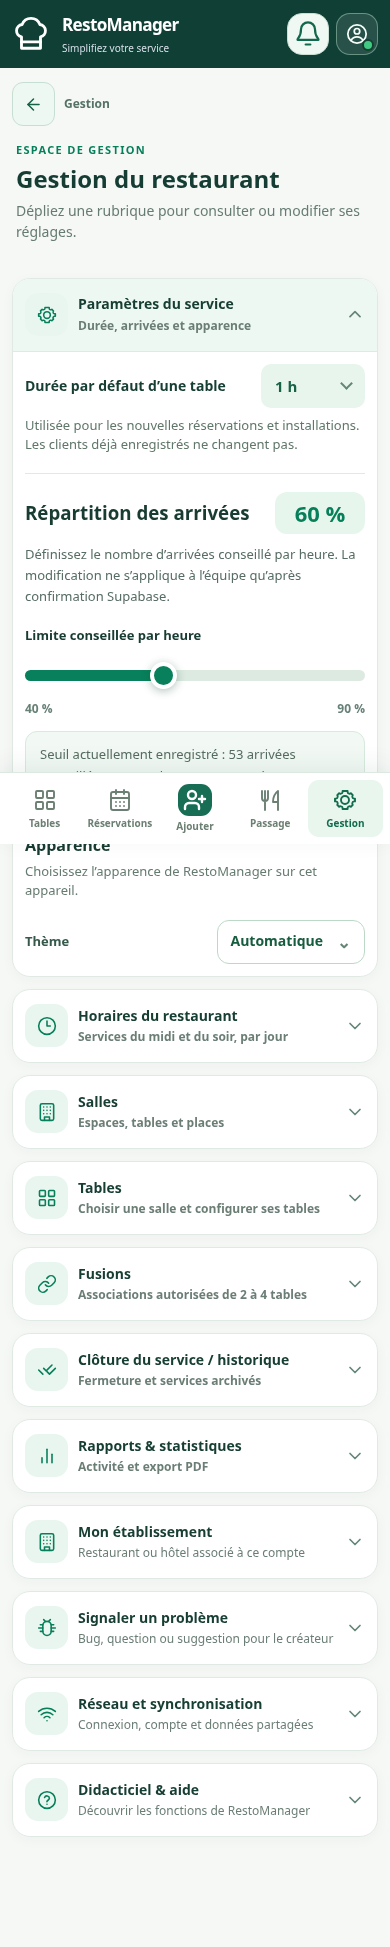 RestoManager
Simplifiez votre service
Gestion
ESPACE DE GESTION
Gestion du restaurant
Dépliez une rubrique pour consulter ou modifier ses
réglages.
Paramètres du service
Durée, arrivées et apparence
Durée par défaut d’une table
1 h
Utilisée pour les nouvelles réservations et installations.
Les clients déjà enregistrés ne changent pas.
Répartition des arrivées
60 %
Définissez le nombre d’arrivées conseillé par heure. La
modification ne s’applique à l’équipe qu’après
confirmation Supabase.
Limite conseillée par heure
40 %
90 %
Seuil actuellement enregistré : 53 arrivées
Tables
Réservations
Ajouter
Passage
Gestion
Apparence
Choisissez l’apparence de RestoManager sur cet
appareil.
Thème
Automatique
Horaires du restaurant
Services du midi et du soir, par jour
Salles
Espaces, tables et places
Tables
Choisir une salle et configurer ses tables
Fusions
Associations autorisées de 2 à 4 tables
Clôture du service / historique
Fermeture et services archivés
Rapports & statistiques
Activité et export PDF
Mon établissement
Restaurant ou hôtel associé à ce compte
Signaler un problème
Bug, question ou suggestion pour le créateur
Réseau et synchronisation
Connexion, compte et données partagées
Didacticiel & aide
Découvrir les fonctions de RestoManager